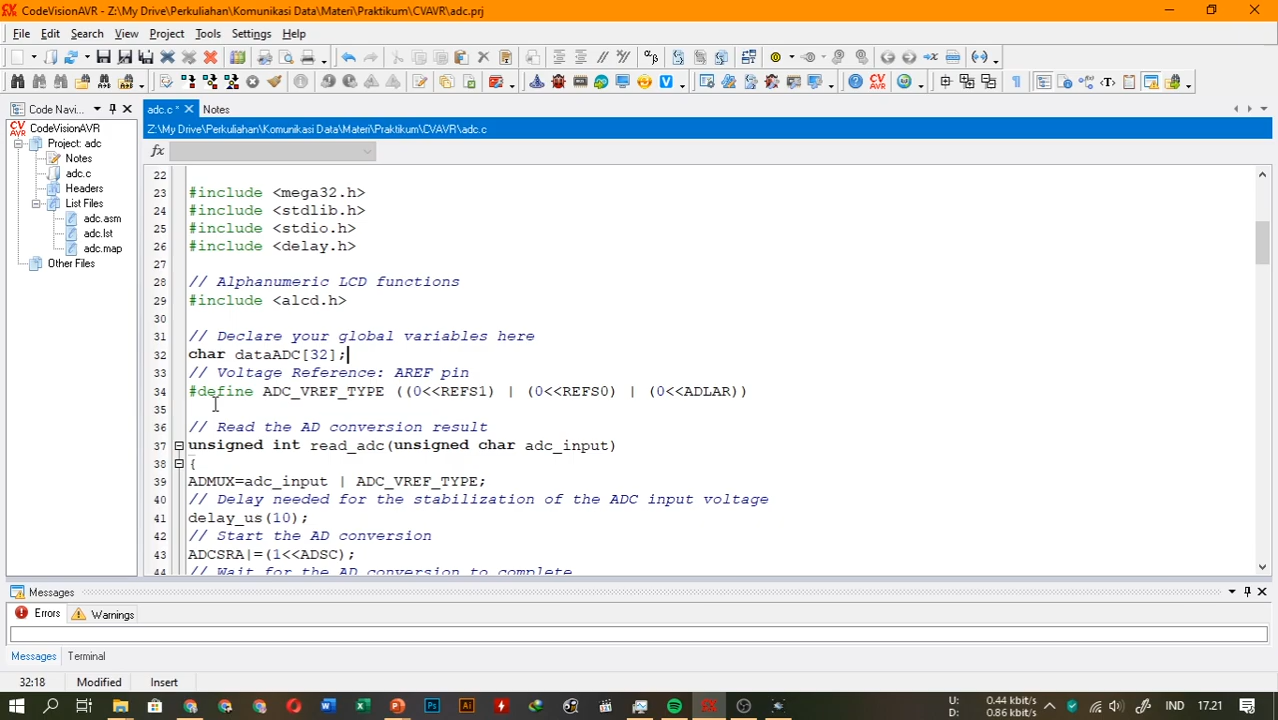 CodeVisionAVR - Z:\My Drive\Perkuliahan\Komunikasi Data\Materi\Praktikum\CVAVR\adc.prj
File Edit Search View Project Tools Settings Help
Code Navi...
adc.c *
Notes
CodeVisionAVR
Project: adc
Notes
adc.c
Headers
List Files
adc.asm
adc.lst
adc.map
Other Files
Z:\My Drive\Perkuliahan\Komunikasi Data\Materi\Praktikum\CVAVR\adc.c
22
23 #include <mega32.h>
24 #include <stdlib.h>
25 #include <stdio.h>
26 #include <delay.h>
27
28 // Alphanumeric LCD functions
29 #include <alcd.h>
30
31 // Declare your global variables here
32 char dataADC[32];
33 // Voltage Reference: AREF pin
34 #define ADC_VREF_TYPE ((0<<REFS1) | (0<<REFS0) | (0<<ADLAR))
35
36 // Read the AD conversion result
37 unsigned int read_adc(unsigned char adc_input)
38 {
39 ADMUX=adc_input | ADC_VREF_TYPE;
40 // Delay needed for the stabilization of the ADC input voltage
41 delay_us(10);
42 // Start the AD conversion
43 ADCSRA|=(1<<ADSC);
44 // Wait for the AD conversion to complete
Messages
Errors
Warnings
Messages
Terminal
32:18
Modified
Insert
U: 0.44 kbit/s
D: 0.86 kbit/s
IND
17.21